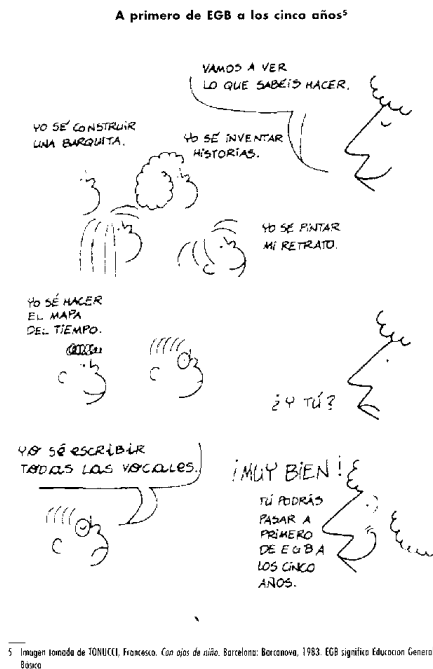 A primero de EGB a los cinco años⁵
VAMOS A VER
LO QUE SABÉIS HACER.
YO SÉ CONSTRUIR
UNA BARQUITA.
YO SÉ INVENTAR
HISTORIAS.
YO SÉ PINTAR
MI RETRATO.
YO SÉ HACER
EL MAPA
DEL TIEMPO.
¿Y TÚ?
YO SÉ ESCRIBIR
TODAS LAS VOCALES.
¡MUY BIEN!
TÚ PODRÁS
PASAR A
PRIMERO
DE EGB A
LOS CINCO
AÑOS.
5 Imagen tomada de TONUCCI, Francesco. Con ojos de niño. Barcelona: Barcanova, 1983. EGB significa Educacion Genera
Basica